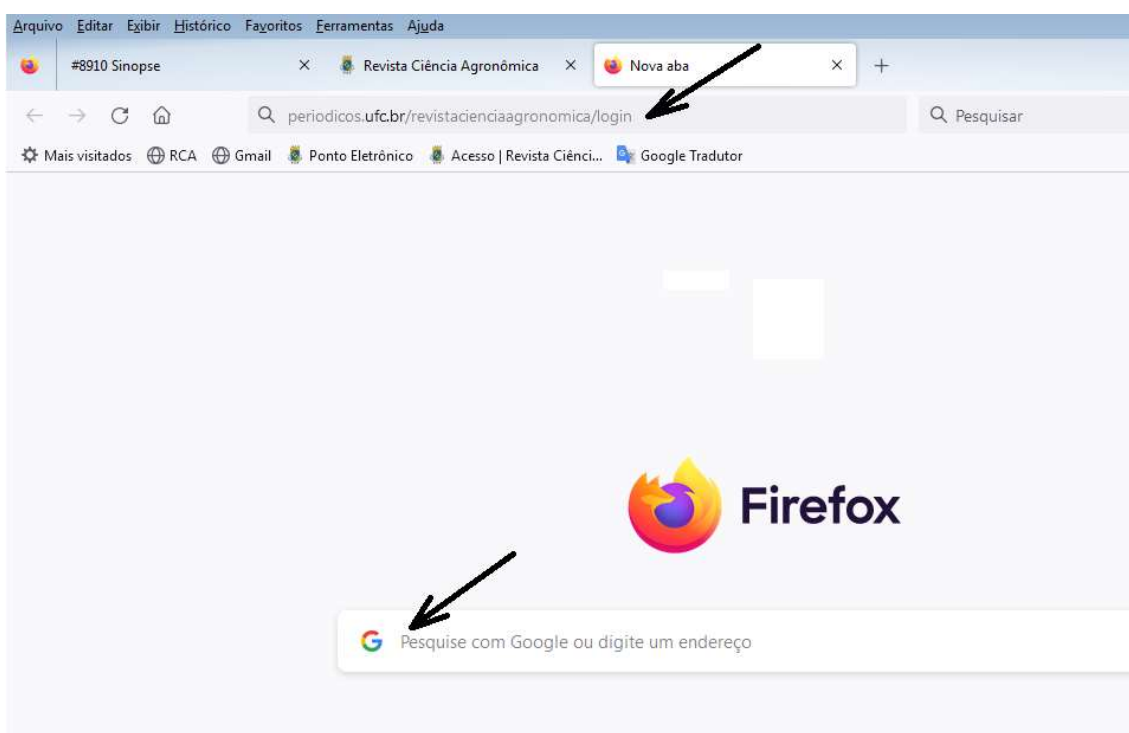 Arquivo Editar Exibir Histórico Favoritos Ferramentas Ajuda
#8910 Sinopse Revista Ciência Agronômica Nova aba
periodicos.ufc.br/revistacienciaagronomica/login Pesquisar
Mais visitados RCA Gmail Ponto Eletrônico Acesso | Revista Ciênci... Google Tradutor
Firefox
Pesquise com Google ou digite um endereço